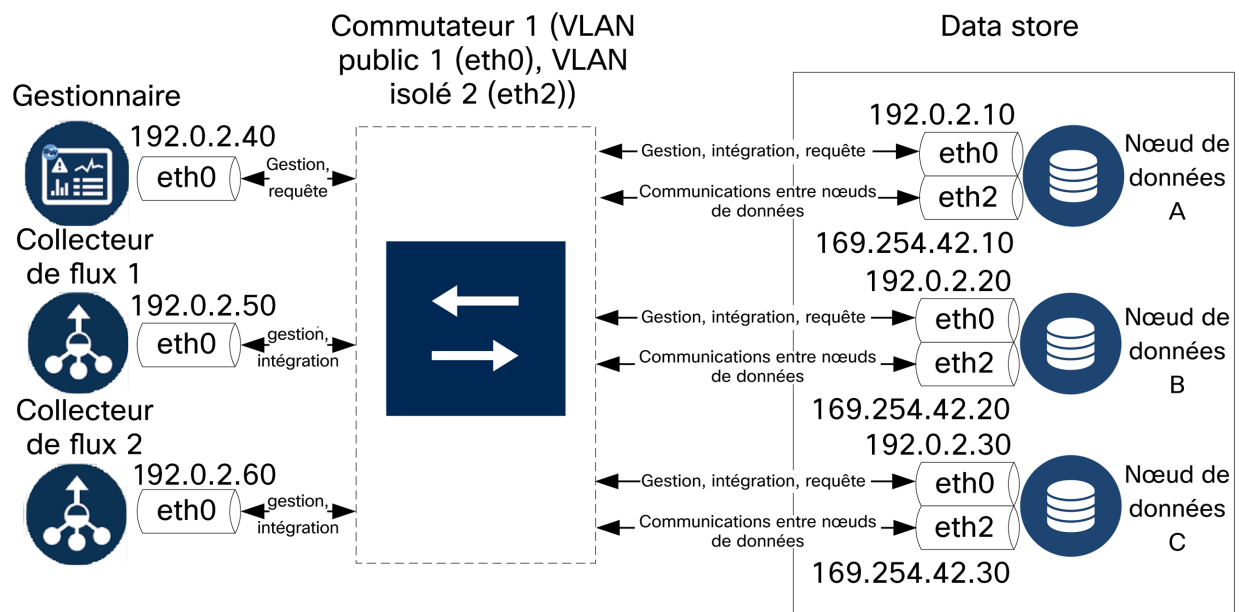 Commutateur 1 (VLAN
public 1 (eth0), VLAN
isolé 2 (eth2))
Data store
Gestionnaire
192.0.2.40
eth0
Gestion,
requête
Collecteur
de flux 1
192.0.2.50
eth0
gestion,
intégration
Collecteur
de flux 2
192.0.2.60
eth0
gestion,
intégration
Gestion, intégration, requête
Communications entre nœuds
de données
192.0.2.10
eth0
eth2
169.254.42.10
Nœud de
données
A
Gestion, intégration, requête
Communications entre nœuds
de données
192.0.2.20
eth0
eth2
169.254.42.20
Nœud de
données
B
Gestion, intégration, requête
Communications entre nœuds
de données
192.0.2.30
eth0
eth2
169.254.42.30
Nœud de
données
C